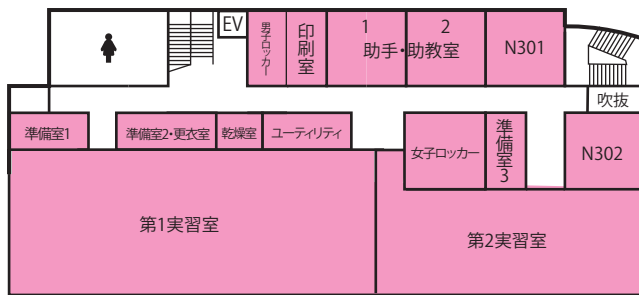 EV
男子ロッカー
印刷室
1 2
助手・助教室
N301
吹抜
準備室1
準備室2・更衣室
乾燥室
ユーティリティ
女子ロッカー
準備室3
N302
第1実習室
第2実習室